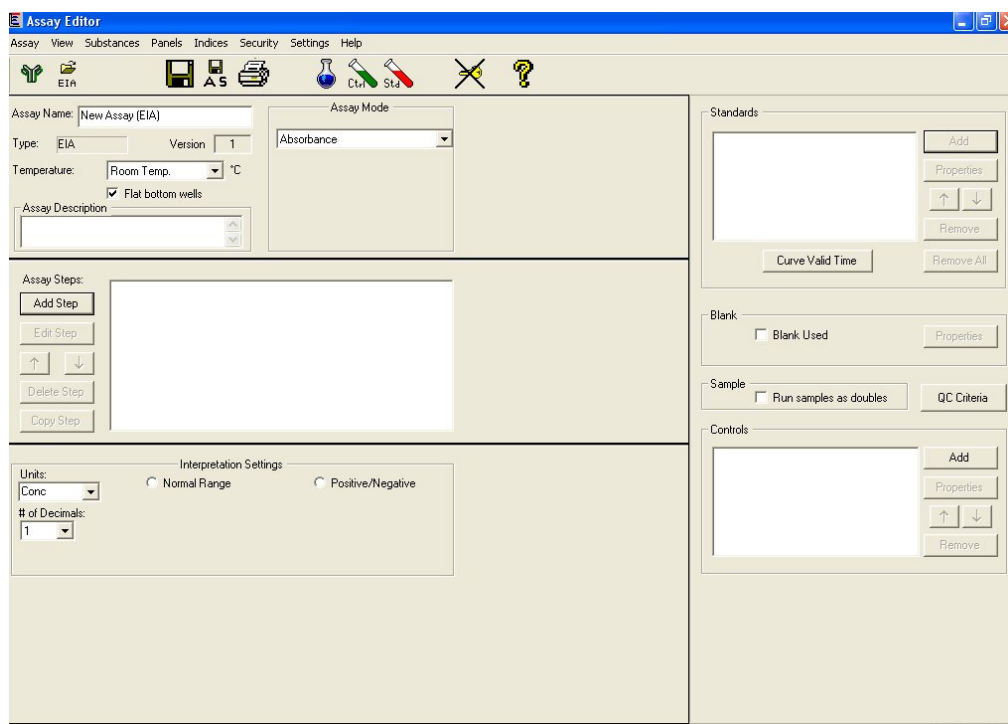 Assay Editor
Assay View Substances Panels Indices Security Settings Help
EIA
AS
Ctrl
Std
Assay Name: New Assay (EIA)
Type: EIA Version 1
Temperature: Room Temp. °C
Flat bottom wells
Assay Description
Assay Mode
Absorbance
Assay Steps:
Add Step
Edit Step
Delete Step
Copy Step
Interpretation Settings
Units:
Conc
Normal Range
Positive/Negative
# of Decimals:
1
Standards
Add
Properties
Remove
Curve Valid Time
Remove All
Blank
Blank Used
Properties
Sample
Run samples as doubles
QC Criteria
Controls
Add
Properties
Remove